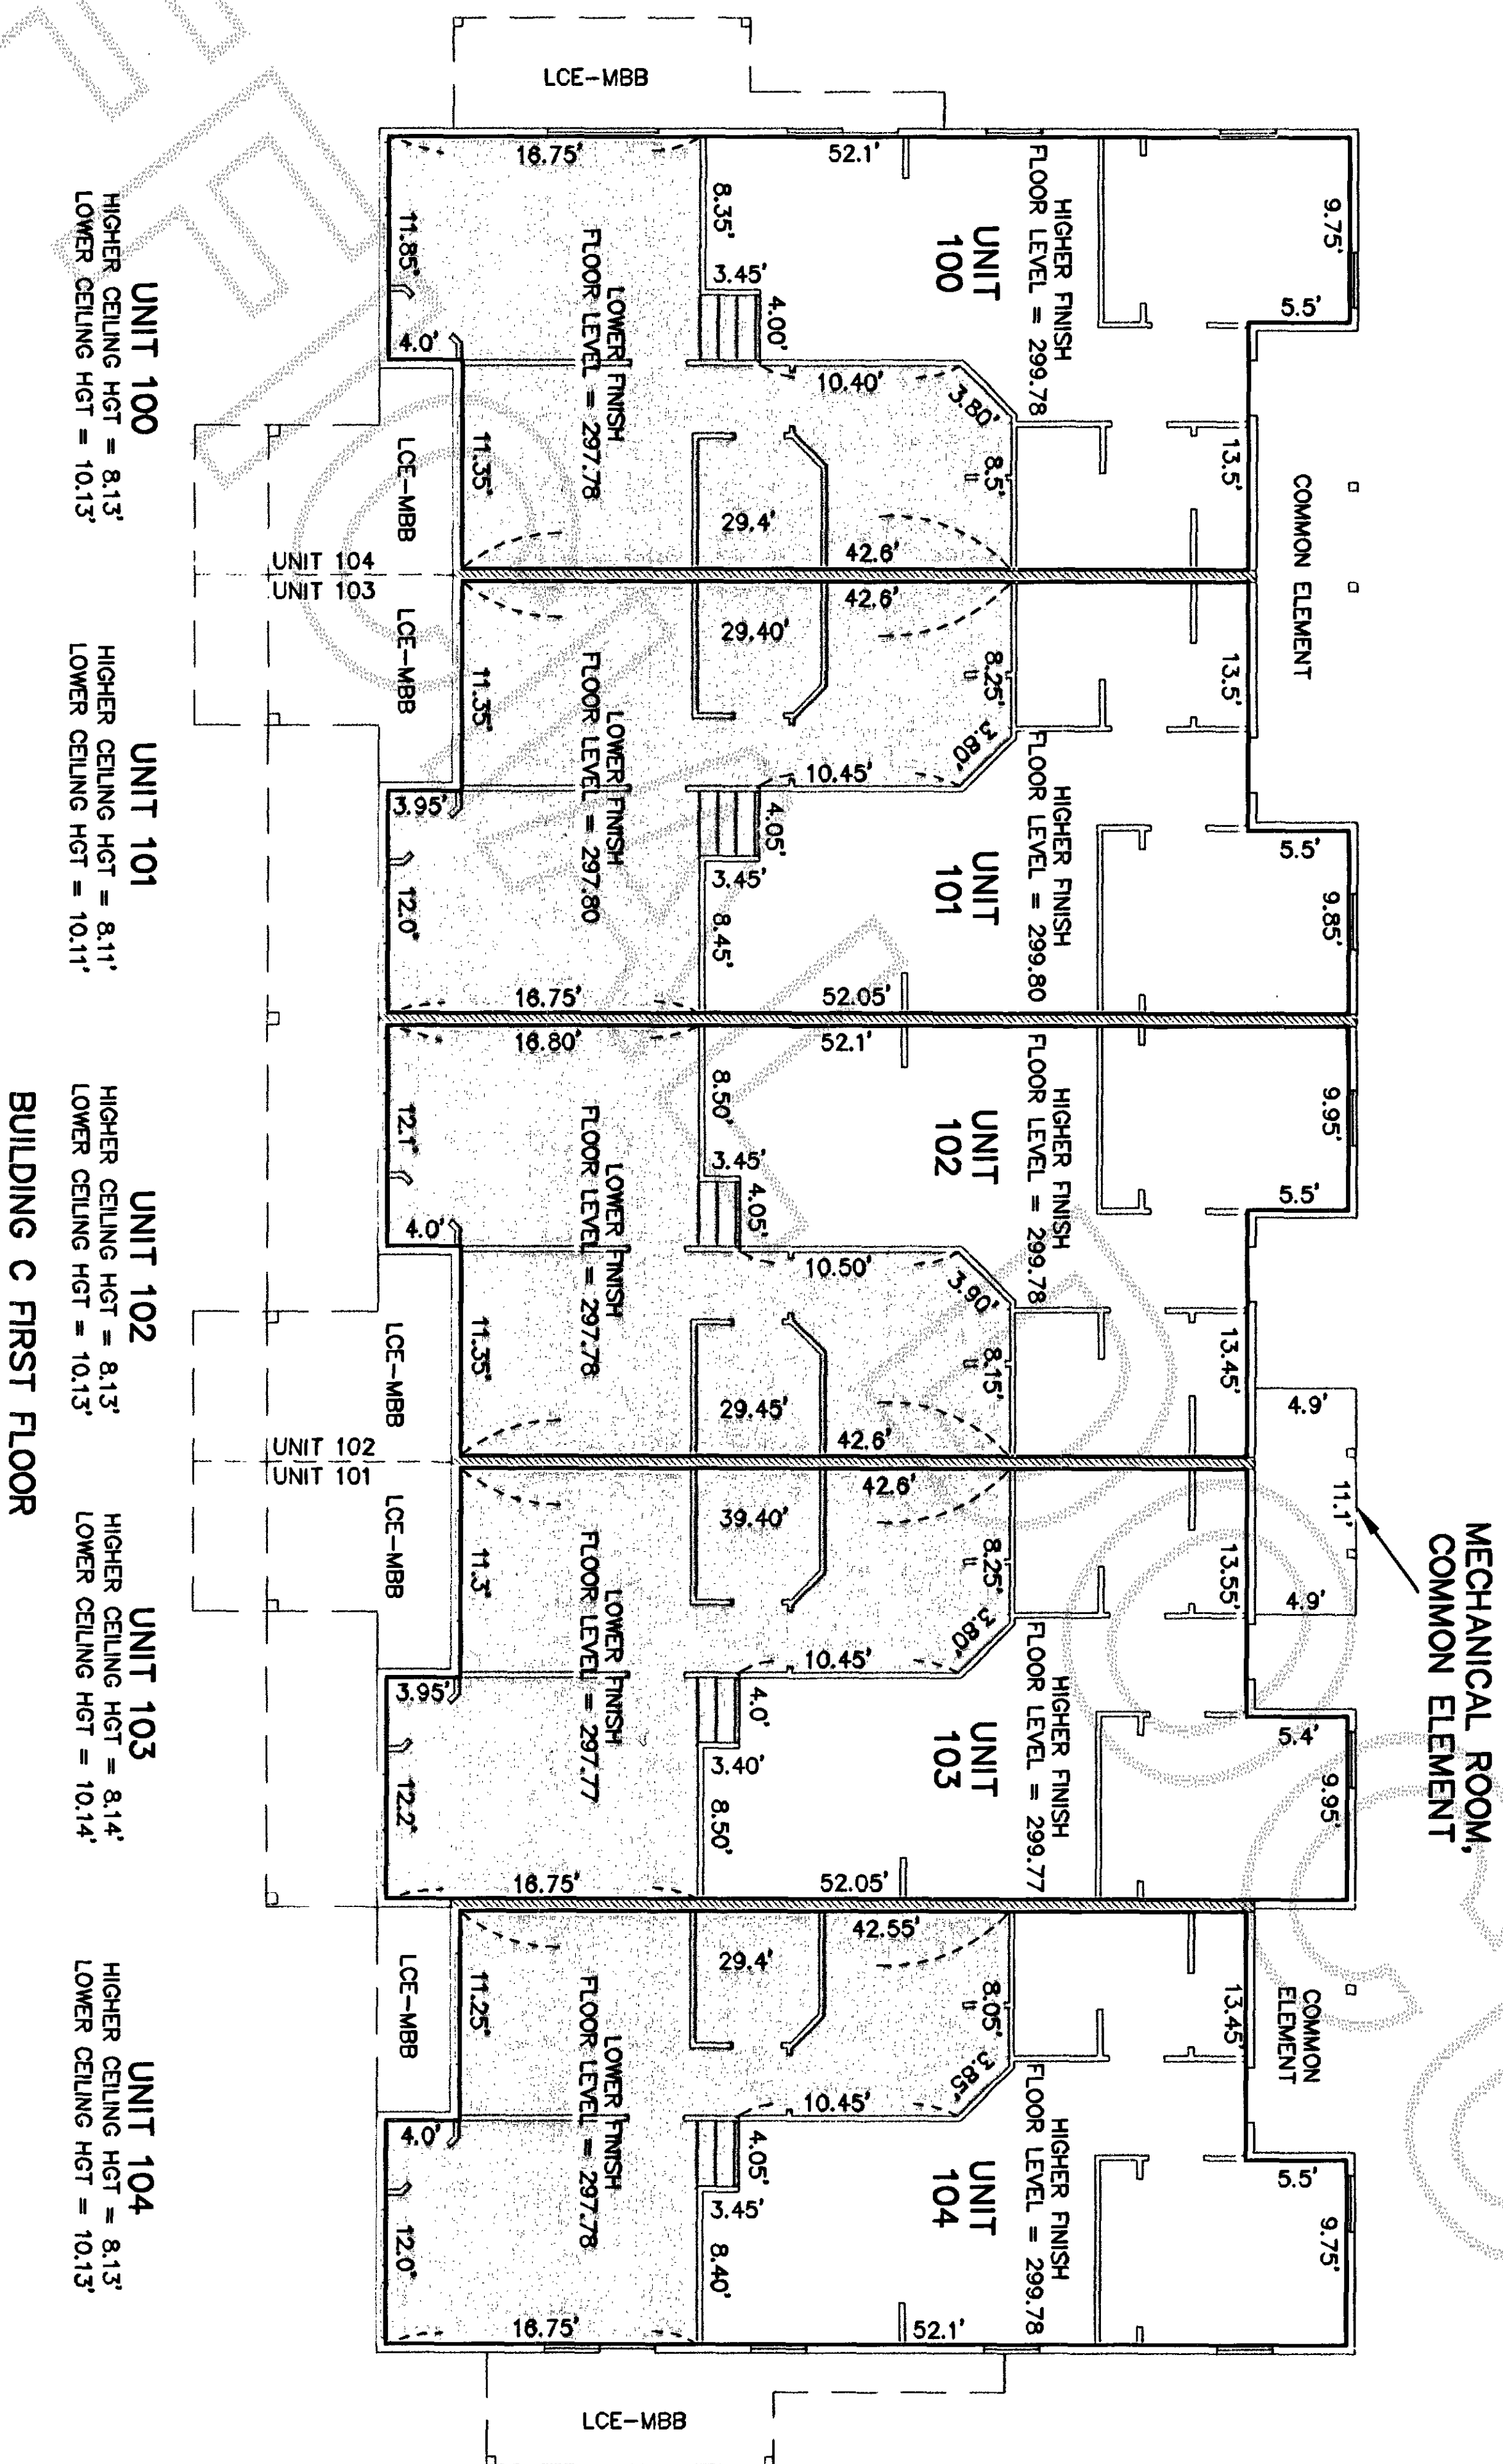 LCE-MBB
MECHANICAL ROOM,
COMMON ELEMENT
9.75'
5.5'
13.5'
COMMON ELEMENT
13.5'
5.5'
9.85'
9.95'
5.5'
13.45'
4.9'
11.1'
4.9'
13.55'
5.4'
9.95'
13.45'
COMMON
ELEMENT
5.5'
9.75'
52.1'
HIGHER FINISH
FLOOR LEVEL = 299.78
UNIT
100
8.35'
3.45'
4.00'
10.40'
3.80'
8.5'
29.4'
42.6'
16.75'
LOWER FINISH
FLOOR LEVEL = 297.78
11.85'
4.0'
11.35'
LCE-MBB
42.6'
29.40'
8.25'
3.80'
10.45'
HIGHER FINISH
FLOOR LEVEL = 299.80
UNIT
101
4.05'
3.45'
8.45'
52.05'
LOWER FINISH
FLOOR LEVEL = 297.80
16.75'
11.35'
3.95'
12.0'
LCE-MBB
UNIT 104
UNIT 103
52.1'
HIGHER FINISH
FLOOR LEVEL = 299.78
UNIT
102
8.50'
3.45'
4.05'
10.50'
3.90'
8.15'
29.45'
42.6'
16.80'
LOWER FINISH
FLOOR LEVEL = 297.78
12.1'
4.0'
11.35'
LCE-MBB
42.6'
39.40'
8.25'
3.80'
10.45'
HIGHER FINISH
FLOOR LEVEL = 299.77
UNIT
103
4.0'
3.40'
8.50'
52.05'
LOWER FINISH
FLOOR LEVEL = 297.77
16.75'
11.3'
3.95'
12.2'
LCE-MBB
UNIT 102
UNIT 101
42.55'
29.4'
8.05'
3.85'
10.45'
HIGHER FINISH
FLOOR LEVEL = 299.78
UNIT
104
4.05'
3.45'
8.40'
52.1'
LOWER FINISH
FLOOR LEVEL = 297.78
16.75'
11.25'
4.0'
12.0'
LCE-MBB
LCE-MBB
UNIT 100
HIGHER CEILING HGT = 8.13'
LOWER CEILING HGT = 10.13'
UNIT 101
HIGHER CEILING HGT = 8.11'
LOWER CEILING HGT = 10.11'
UNIT 102
HIGHER CEILING HGT = 8.13'
LOWER CEILING HGT = 10.13'
UNIT 103
HIGHER CEILING HGT = 8.14'
LOWER CEILING HGT = 10.14'
UNIT 104
HIGHER CEILING HGT = 8.13'
LOWER CEILING HGT = 10.13'
BUILDING C FIRST FLOOR